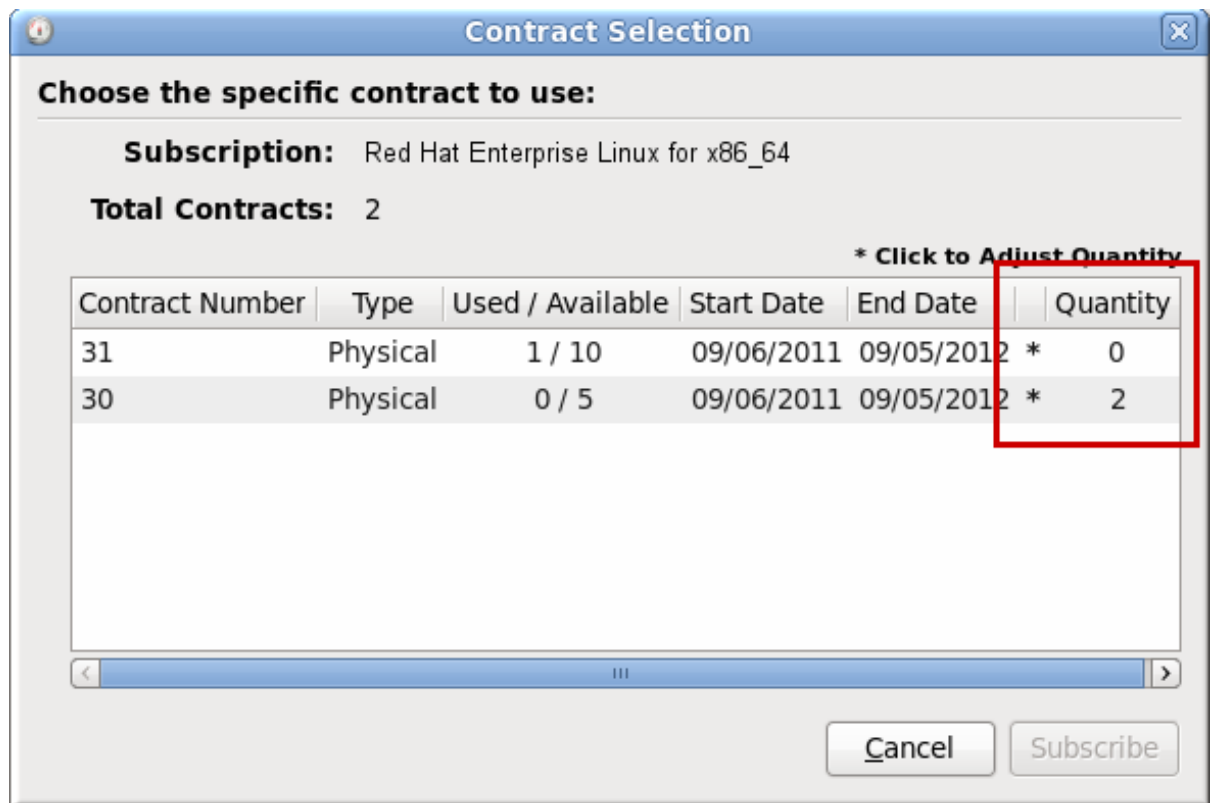 Contract Selection
Choose the specific contract to use:
Subscription: Red Hat Enterprise Linux for x86_64
Total Contracts: 2
* Click to Adjust Quantity
Contract Number Type Used / Available Start Date End Date Quantity
31 Physical 1 / 10 09/06/2011 09/05/2012 * 0
30 Physical 0 / 5 09/06/2011 09/05/2012 * 2
Cancel Subscribe